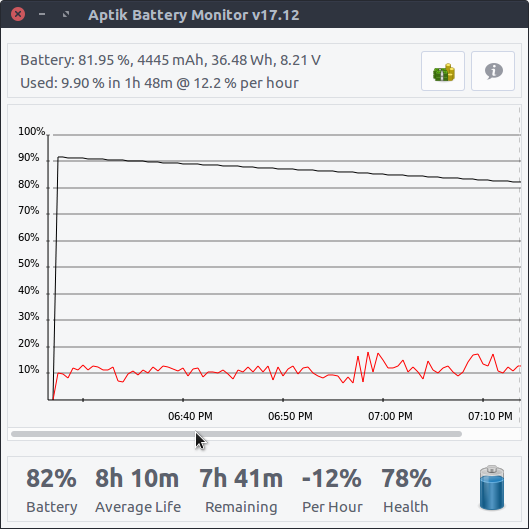 Aptik Battery Monitor v17.12
Battery: 81.95 %, 4445 mAh, 36.48 Wh, 8.21 V
Used: 9.90 % in 1h 48m @ 12.2 % per hour
100%
90%
80%
70%
60%
50%
40%
30%
20%
10%
06:40 PM 06:50 PM 07:00 PM 07:10 PM
82% 8h 10m 7h 41m -12% 78%
Battery Average Life Remaining Per Hour Health